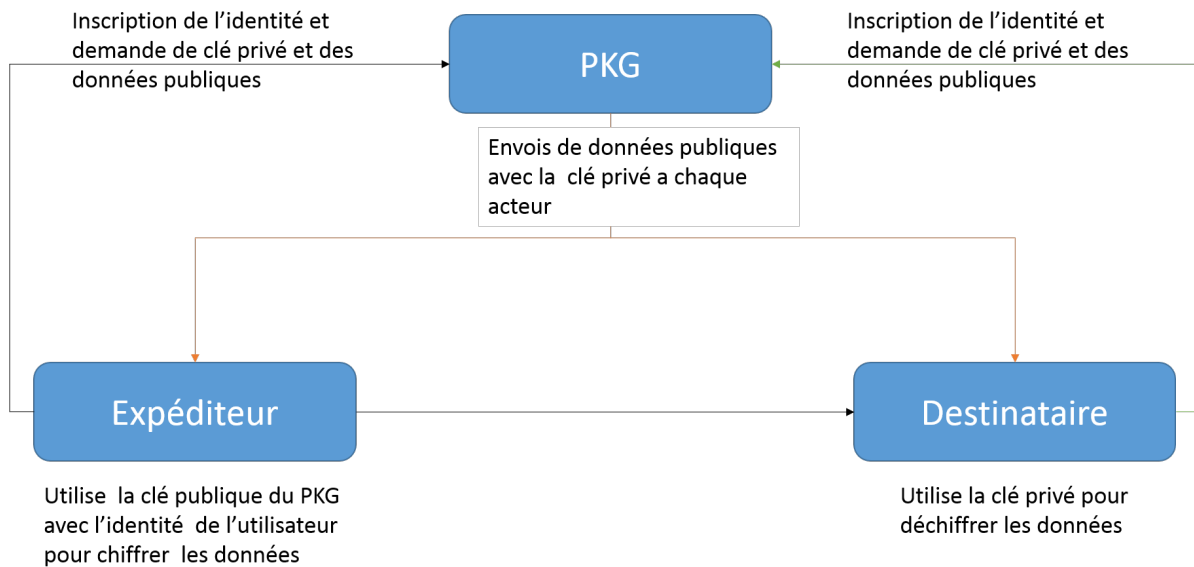 Inscription de l’identité et
demande de clé privé et des
données publiques
PKG
Inscription de l’identité et
demande de clé privé et des
données publiques
Envois de données publiques
avec la clé privé a chaque
acteur
Expéditeur
Destinataire
Utilise la clé publique du PKG
avec l’identité de l’utilisateur
pour chiffrer les données
Utilise la clé privé pour
déchiffrer les données